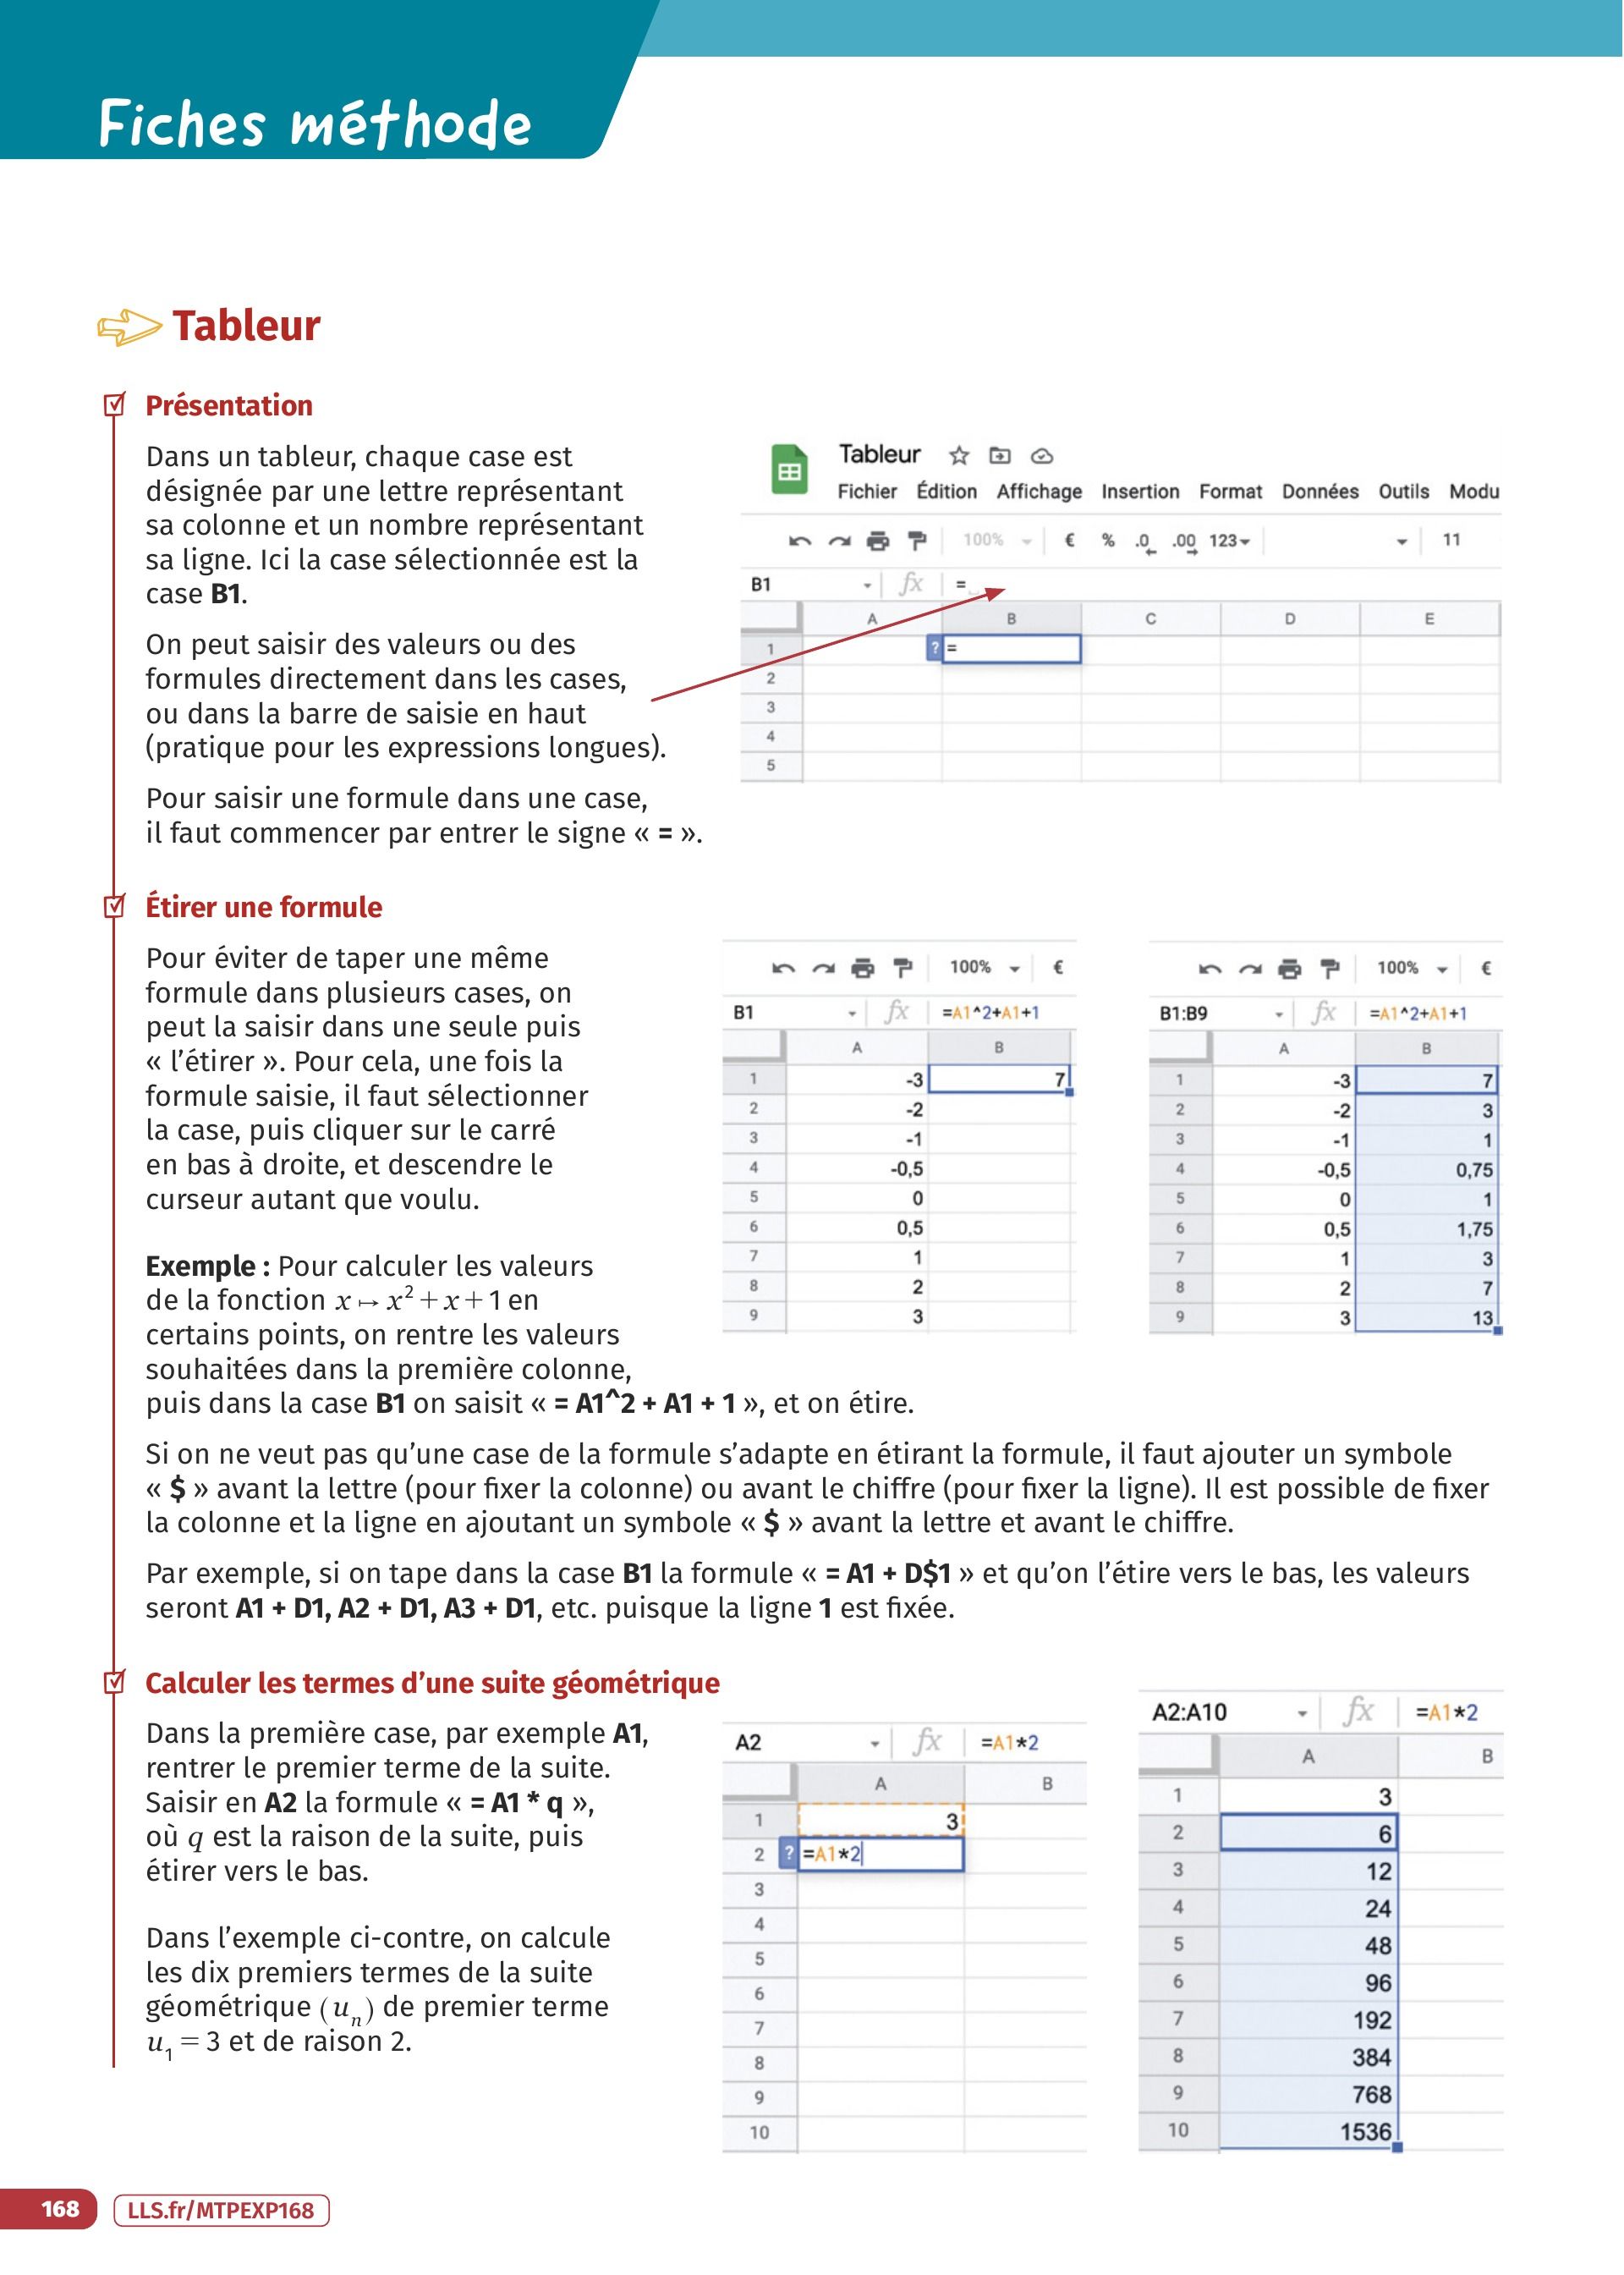 Fiches méthode
Tableur
Présentation
Dans un tableur, chaque case est
désignée par une lettre représentant
sa colonne et un nombre représentant
sa ligne. Ici la case sélectionnée est la
case B1.
On peut saisir des valeurs ou des
formules directement dans les cases,
ou dans la barre de saisie en haut
(pratique pour les expressions longues).
Pour saisir une formule dans une case,
il faut commencer par entrer le signe « = ».
Tableur
Fichier Édition Affichage Insertion Format Données Outils Modu
100% € % .0 .00 123 11
B1 fx =
A B C D E
1 ? =
2
3
4
5
Étirer une formule
Pour éviter de taper une même
formule dans plusieurs cases, on
peut la saisir dans une seule puis
« l’étirer ». Pour cela, une fois la
formule saisie, il faut sélectionner
la case, puis cliquer sur le carré
en bas à droite, et descendre le
curseur autant que voulu.
Exemple : Pour calculer les valeurs
de la fonction x ↦ x² + x + 1 en
certains points, on rentre les valeurs
souhaitées dans la première colonne,
puis dans la case B1 on saisit « = A1^2 + A1 + 1 », et on étire.
100% €
B1 fx =A1^2+A1+1
A B
1 -3 7
2 -2
3 -1
4 -0,5
5 0
6 0,5
7 1
8 2
9 3
100% €
B1:B9 fx =A1^2+A1+1
A B
1 -3 7
2 -2 3
3 -1 1
4 -0,5 0,75
5 0 1
6 0,5 1,75
7 1 3
8 2 7
9 3 13
Si on ne veut pas qu’une case de la formule s’adapte en étirant la formule, il faut ajouter un symbole
« $ » avant la lettre (pour fixer la colonne) ou avant le chiffre (pour fixer la ligne). Il est possible de fixer
la colonne et la ligne en ajoutant un symbole « $ » avant la lettre et avant le chiffre.
Par exemple, si on tape dans la case B1 la formule « = A1 + D$1 » et qu’on l’étire vers le bas, les valeurs
seront A1 + D1, A2 + D1, A3 + D1, etc. puisque la ligne 1 est fixée.
Calculer les termes d’une suite géométrique
Dans la première case, par exemple A1,
rentrer le premier terme de la suite.
Saisir en A2 la formule « = A1 * q »,
où q est la raison de la suite, puis
étirer vers le bas.
Dans l’exemple ci-contre, on calcule
les dix premiers termes de la suite
géométrique (uₙ) de premier terme
u₁ = 3 et de raison 2.
A2 fx =A1*2
A B
1 3
2 ? =A1*2
3
4
5
6
7
8
9
10
A2:A10 fx =A1*2
A B
1 3
2 6
3 12
4 24
5 48
6 96
7 192
8 384
9 768
10 1536
168 LLS.fr/MTPEXP168